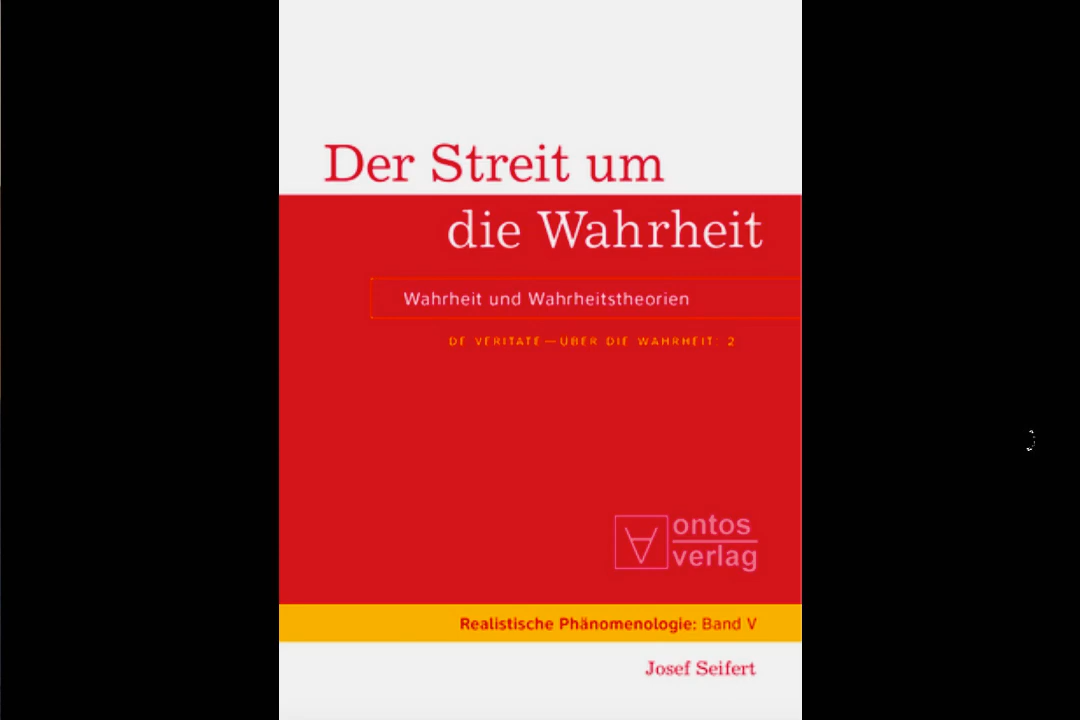 Der Streit um
die Wahrheit
Wahrheit und Wahrheitstheorien
DE VERITATE — ÜBER DIE WAHRHEIT: 2
ontos
verlag
Realistische Phänomenologie: Band V
Josef Seifert